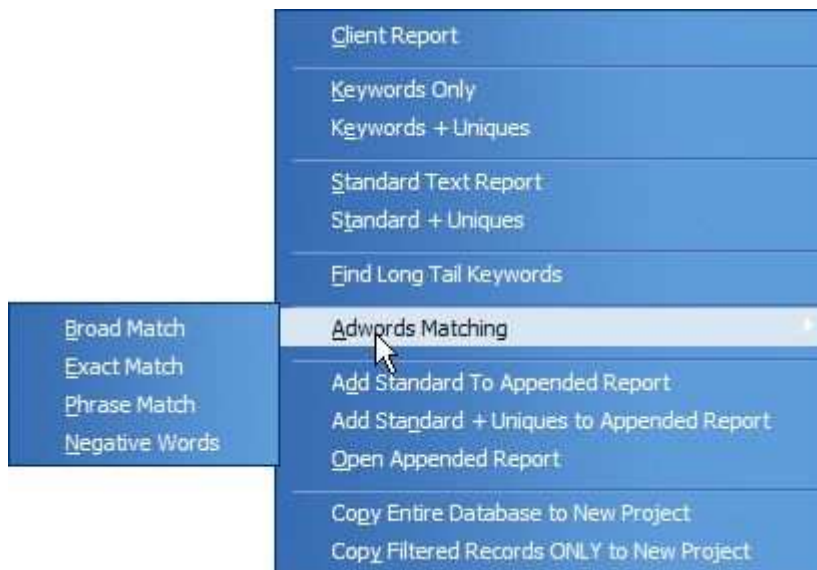 Client Report
Keywords Only
Keywords + Uniques
Standard Text Report
Standard + Uniques
Find Long Tail Keywords
Adwords Matching
Broad Match
Exact Match
Phrase Match
Negative Words
Add Standard To Appended Report
Add Standard + Uniques to Appended Report
Open Appended Report
Copy Entire Database to New Project
Copy Filtered Records ONLY to New Project